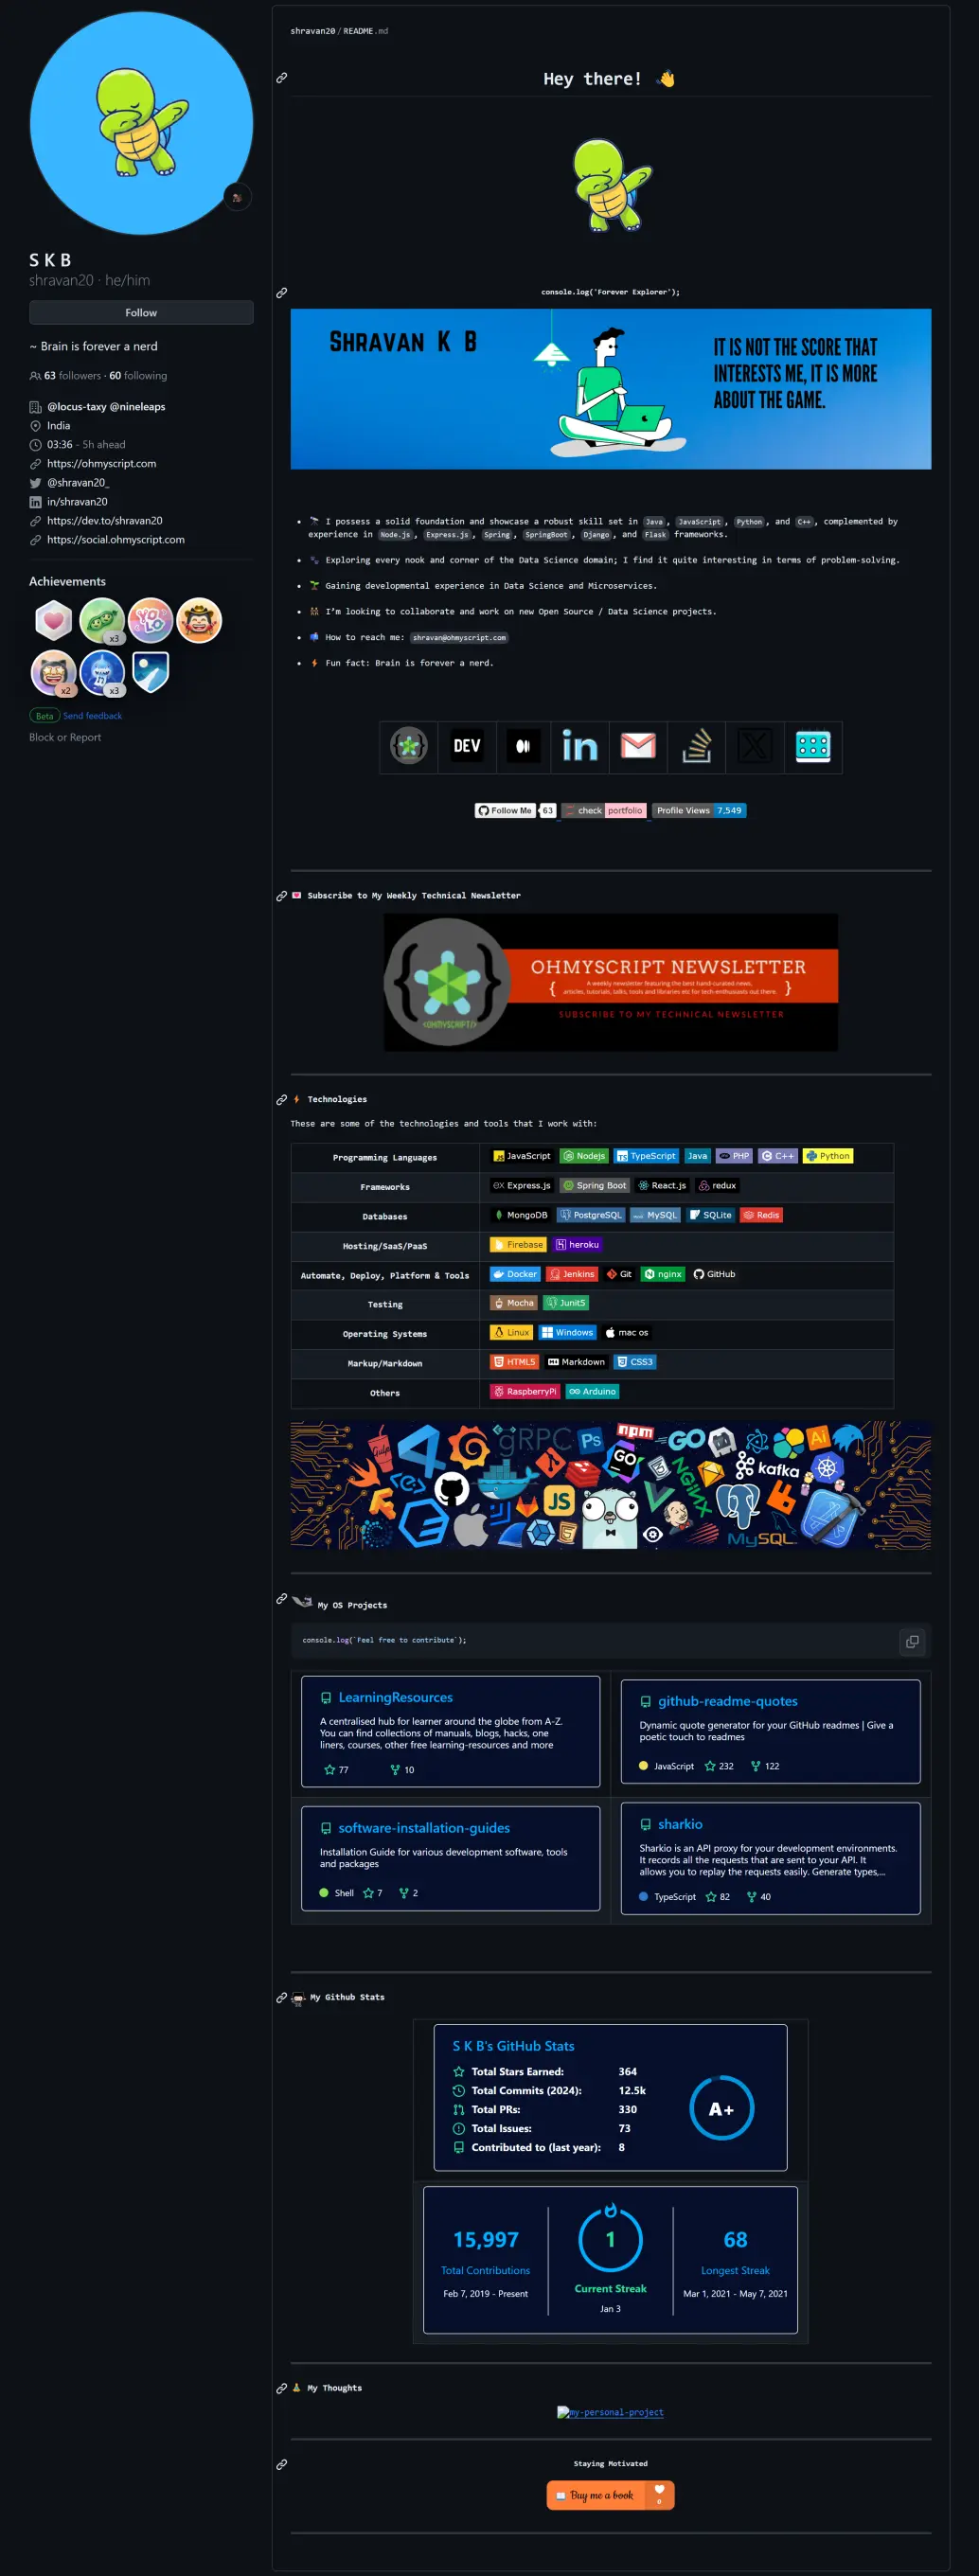 S K B
shravan20 · he/him
Follow
~ Brain is forever a nerd
63 followers · 60 following
@locus-taxy @nineleaps
India
03:36 - 5h ahead
https://ohmyscript.com
@shravan20_
in/shravan20
https://dev.to/shravan20
https://social.ohmyscript.com
Achievements
x3
YOLO
x2
x3
Beta Send feedback
Block or Report
shravan20 / README.md
Hey there! 👋
console.log('Forever Explorer');
SHRAVAN K B
IT IS NOT THE SCORE THAT
INTERESTS ME, IT IS MORE
ABOUT THE GAME.
• 🔭 I possess a solid foundation and showcase a robust skill set in Java, JavaScript, Python, and C++, complemented by
experience in Node.js, Express.js, Spring, SpringBoot, Django, and Flask frameworks.
• Exploring every nook and corner of the Data Science domain; I find it quite interesting in terms of problem-solving.
• 🌱 Gaining developmental experience in Data Science and Microservices.
• 👯 I'm looking to collaborate and work on new Open Source / Data Science projects.
• 📫 How to reach me: shravan@ohmyscript.com
• ⚡ Fun fact: Brain is forever a nerd.
DEV
in
X
Follow Me 63 check portfolio Profile Views 7,549
💌 Subscribe to My Weekly Technical Newsletter
OHMYSCRIPT NEWSLETTER
{ A weekly newsletter featuring the best hand-curated news,
articles, tutorials, talks, tools and libraries etc for tech-enthusiasts out there. }
<OHMYSCRIPT/>
SUBSCRIBE TO MY TECHNICAL NEWSLETTER
⚡ Technologies
These are some of the technologies and tools that I work with:
Programming Languages JavaScript Nodejs TypeScript Java PHP C++ Python
Frameworks Express.js Spring Boot React.js redux
Databases MongoDB PostgreSQL MySQL SQLite Redis
Hosting/SaaS/PaaS Firebase heroku
Automate, Deploy, Platform & Tools Docker Jenkins Git nginx GitHub
Testing Mocha Junit5
Operating Systems Linux Windows mac os
Markup/Markdown HTML5 Markdown CSS3
Others RaspberryPi Arduino
Gulp gRPC Ps npm GO Ai
GO kafka
JS NGINX
MySQL
My OS Projects
console.log(`Feel free to contribute`);
LearningResources
A centralised hub for learner around the globe from A-Z.
You can find collections of manuals, blogs, hacks, one
liners, courses, other free learning-resources and more
77 10
github-readme-quotes
Dynamic quote generator for your GitHub readmes | Give a
poetic touch to readmes
JavaScript 232 122
software-installation-guides
Installation Guide for various development software, tools
and packages
Shell 7 2
sharkio
Sharkio is an API proxy for your development environments.
It records all the requests that are sent to your API. It
allows you to replay the requests easily. Generate types,...
TypeScript 82 40
My Github Stats
S K B's GitHub Stats
Total Stars Earned: 364
Total Commits (2024): 12.5k
Total PRs: 330
Total Issues: 73
Contributed to (last year): 8
A+
15,997
Total Contributions
Feb 7, 2019 - Present
1
Current Streak
Jan 3
68
Longest Streak
Mar 1, 2021 - May 7, 2021
My Thoughts
my-personal-project
Staying Motivated
Buy me a book 0